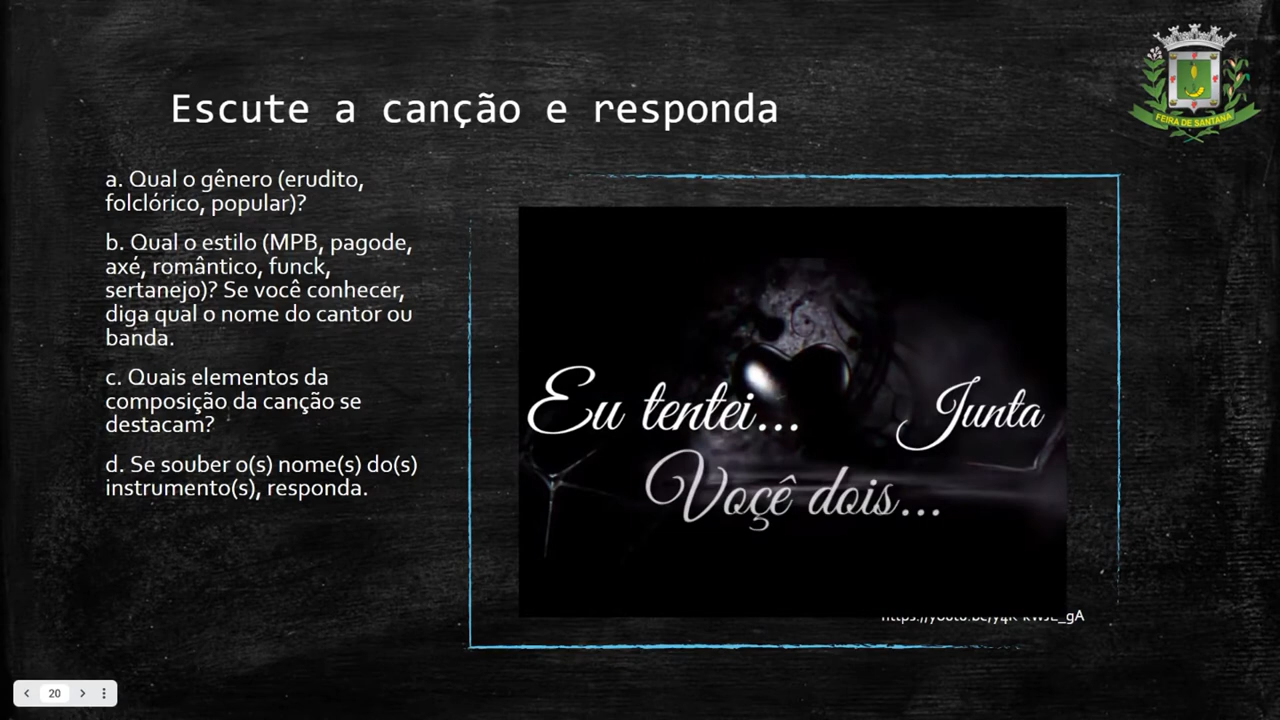 FEIRA DE SANTANA
Escute a canção e responda
a. Qual o gênero (erudito,
folclórico, popular)?
b. Qual o estilo (MPB, pagode,
axé, romântico, funck,
sertanejo)? Se você conhecer,
diga qual o nome do cantor ou
banda.
c. Quais elementos da
composição da canção se
destacam?
d. Se souber o(s) nome(s) do(s)
instrumento(s), responda.
Eu tentei... Junta
Voçê dois...
20